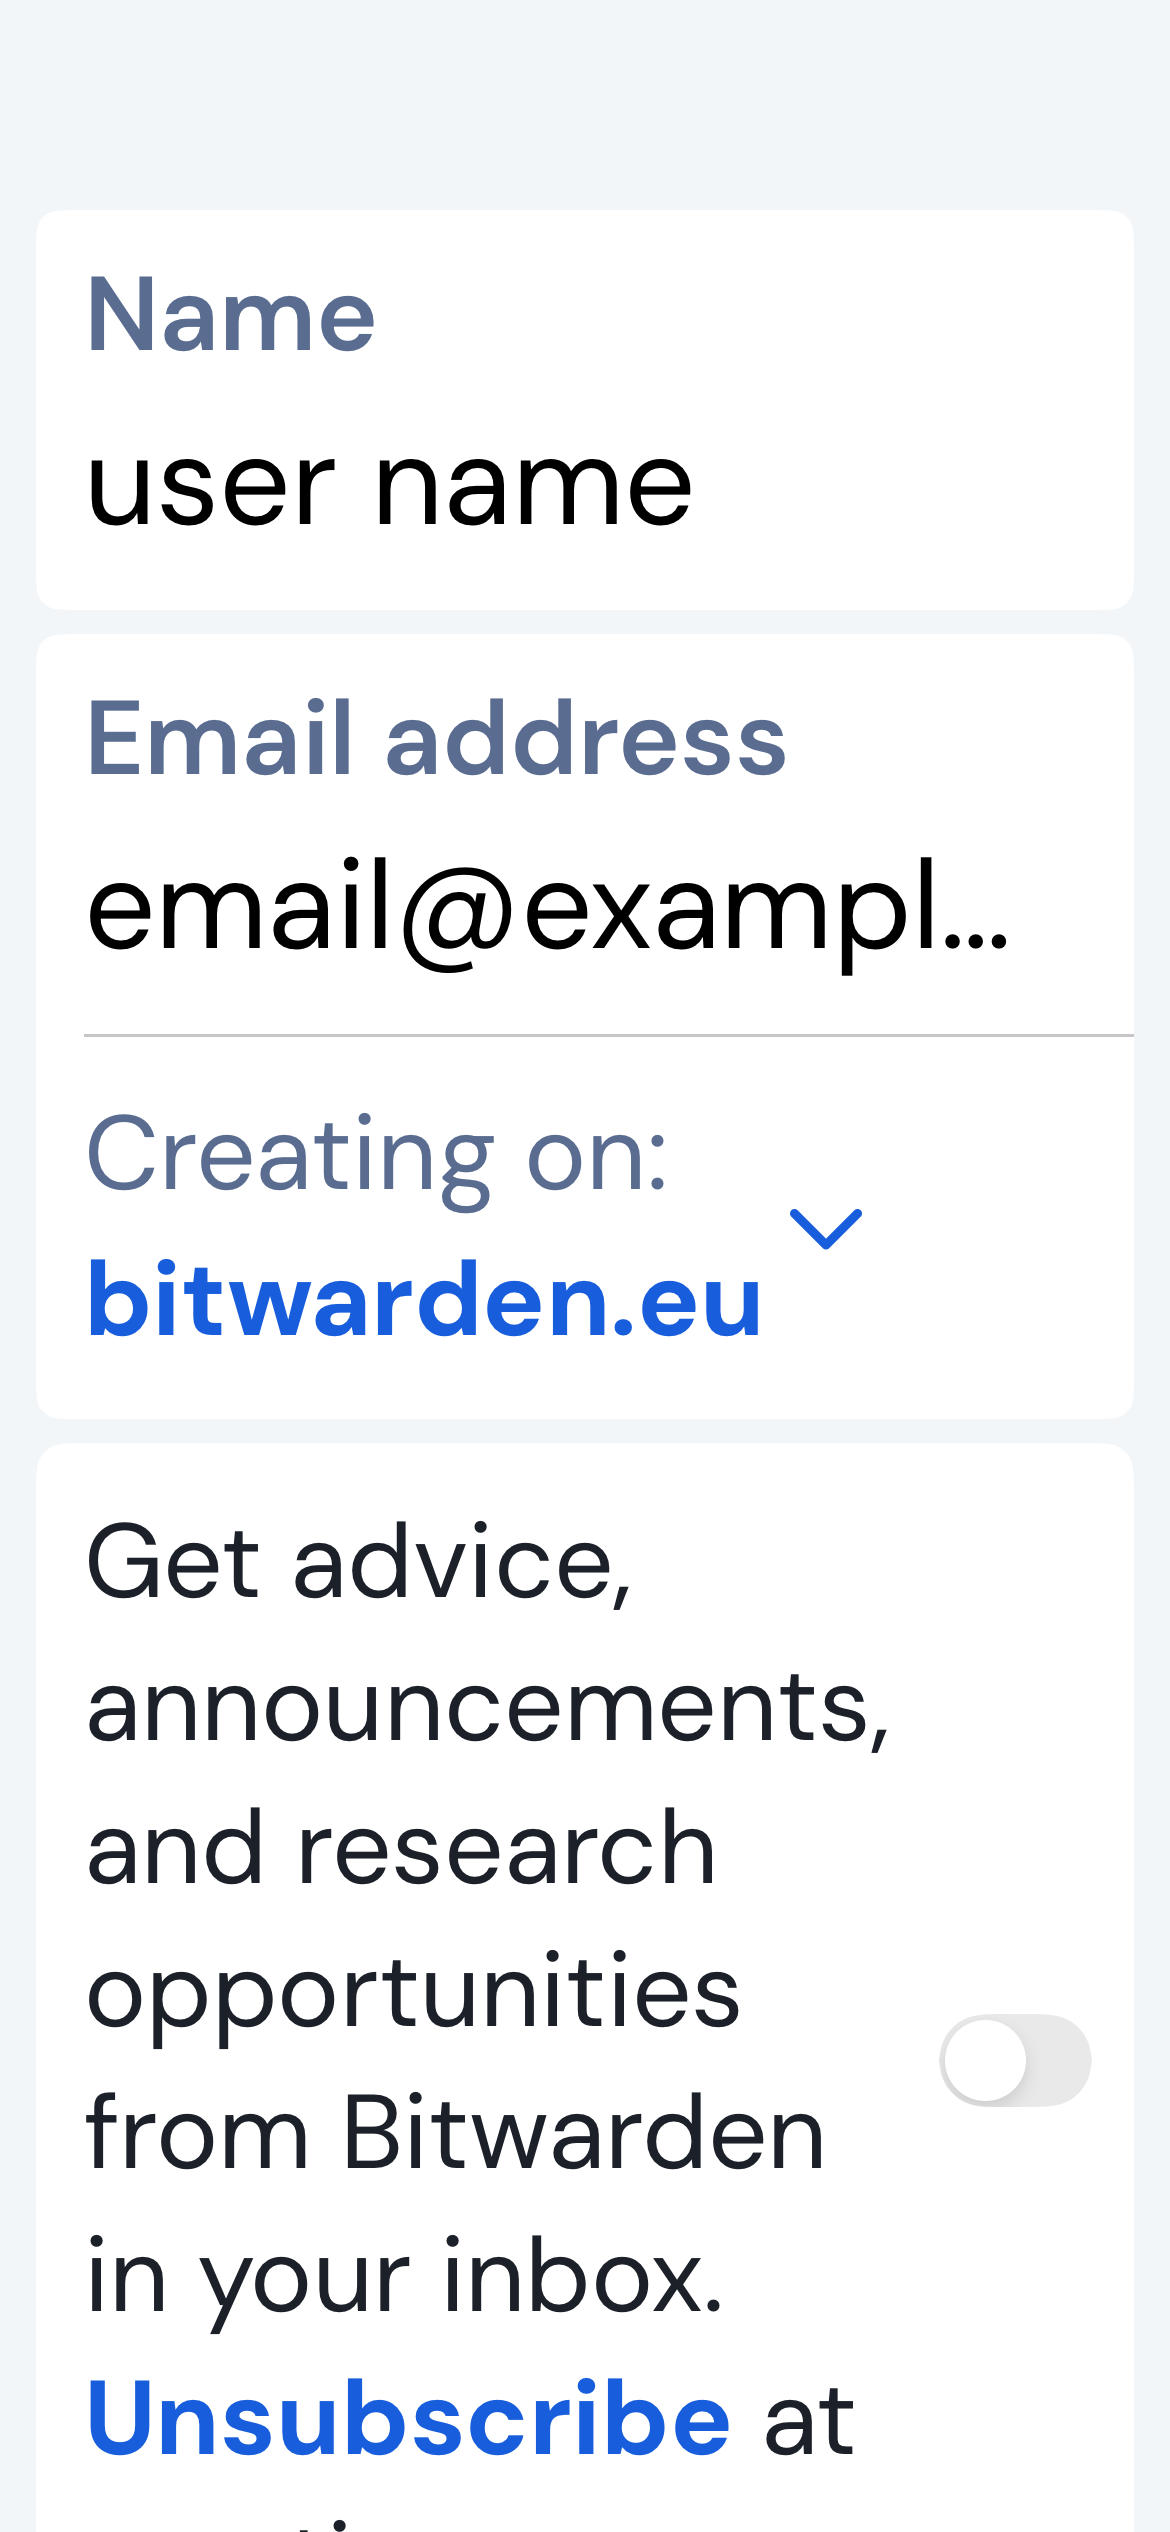 Name
user name
Email address
email@exampl...
Creating on:
bitwarden.eu
Get advice,
announcements,
and research
opportunities
from Bitwarden
in your inbox.
Unsubscribe at